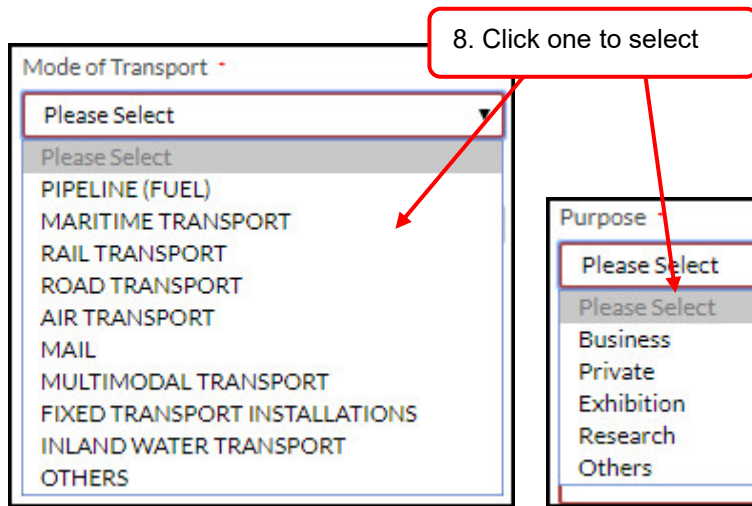 8. Click one to select
Mode of Transport *
Please Select
Please Select
PIPELINE (FUEL)
MARITIME TRANSPORT
RAIL TRANSPORT
ROAD TRANSPORT
AIR TRANSPORT
MAIL
MULTIMODAL TRANSPORT
FIXED TRANSPORT INSTALLATIONS
INLAND WATER TRANSPORT
OTHERS
Purpose *
Please Select
Please Select
Business
Private
Exhibition
Research
Others